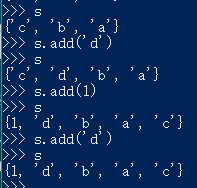 >>> s
{'c', 'b', 'a'}
>>> s.add('d')
>>> s
{'c', 'd', 'b', 'a'}
>>> s.add(1)
>>> s
{1, 'd', 'b', 'a', 'c'}
>>> s.add('d')
>>> s
{1, 'd', 'b', 'a', 'c'}
>>>